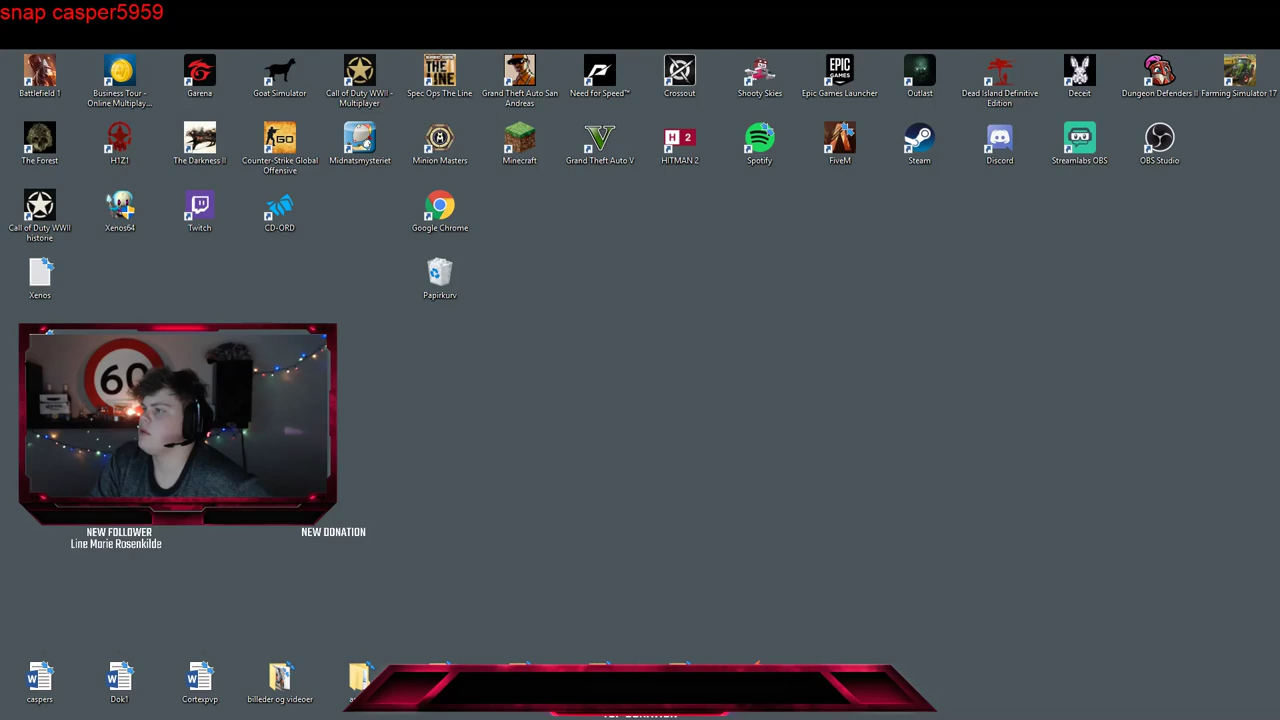 snap casper5959
Battlefield 1
Business Tour -
Online Multiplay...
Garena
Goat Simulator
Call of Duty WWII -
Multiplayer
Spec Ops The Line
Grand Theft Auto San
Andreas
Need for Speed™
Crossout
Shooty Skies
Epic Games Launcher
Outlast
Dead Island Definitive
Edition
Deceit
Dungeon Defenders II
Farming Simulator 17
The Forest
H1Z1
The Darkness II
Counter-Strike Global
Offensive
Midnatsmysteriet
Minion Masters
Minecraft
Grand Theft Auto V
HITMAN 2
Spotify
FiveM
Steam
Discord
Streamlabs OBS
OBS Studio
Call of Duty WWII
historie
Xenos64
Twitch
CD-ORD
Google Chrome
Xenos
Papirkurv
60
NEW FOLLOWER
Line Marie Rosenkilde
NEW DONATION
caspers
Dok1
Cortexpvp
billeder og videoer
TOP DONATION